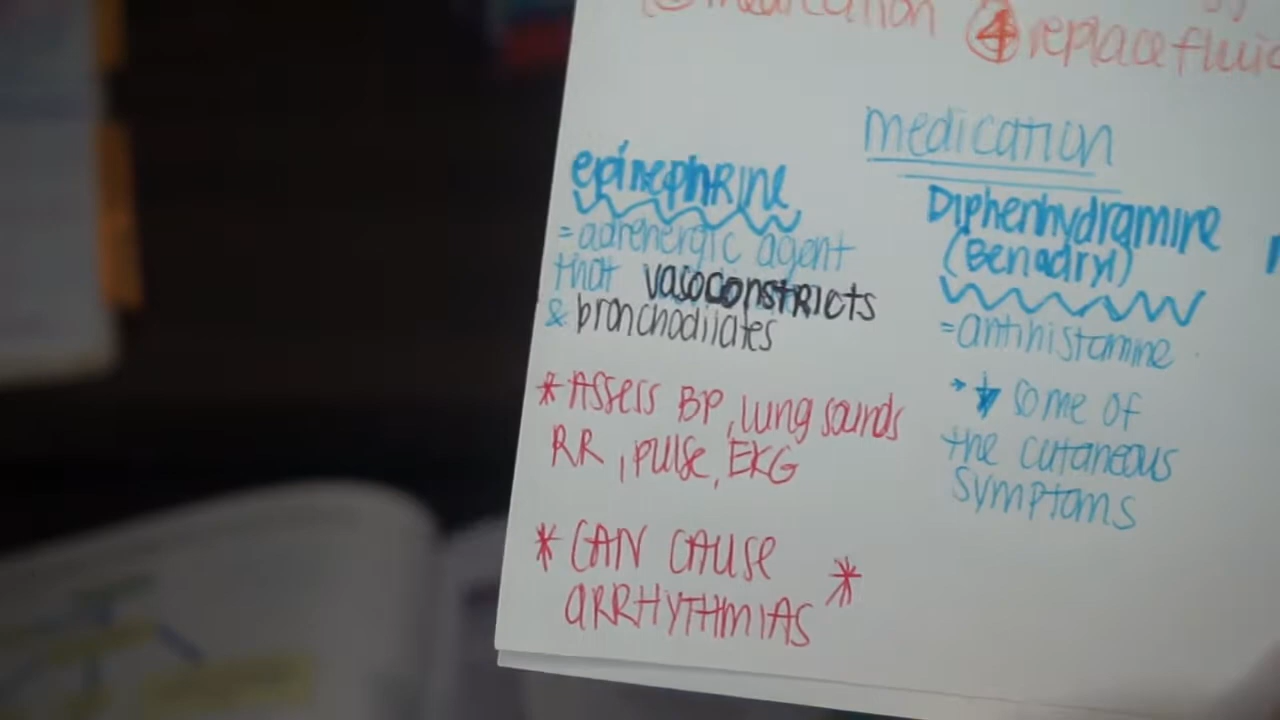 medication ④ replace fluid
medication
epinephrine
= adrenergic agent
that vasoconstricts
& bronchodilates
* Assess BP, lung sounds
RR, pulse, EKG
* CAN CAUSE
ARRHYTHMIAS *
Diphenhydramine
(Benadryl)
= antihistamine
→ ↓ some of
the cutaneous
symptoms